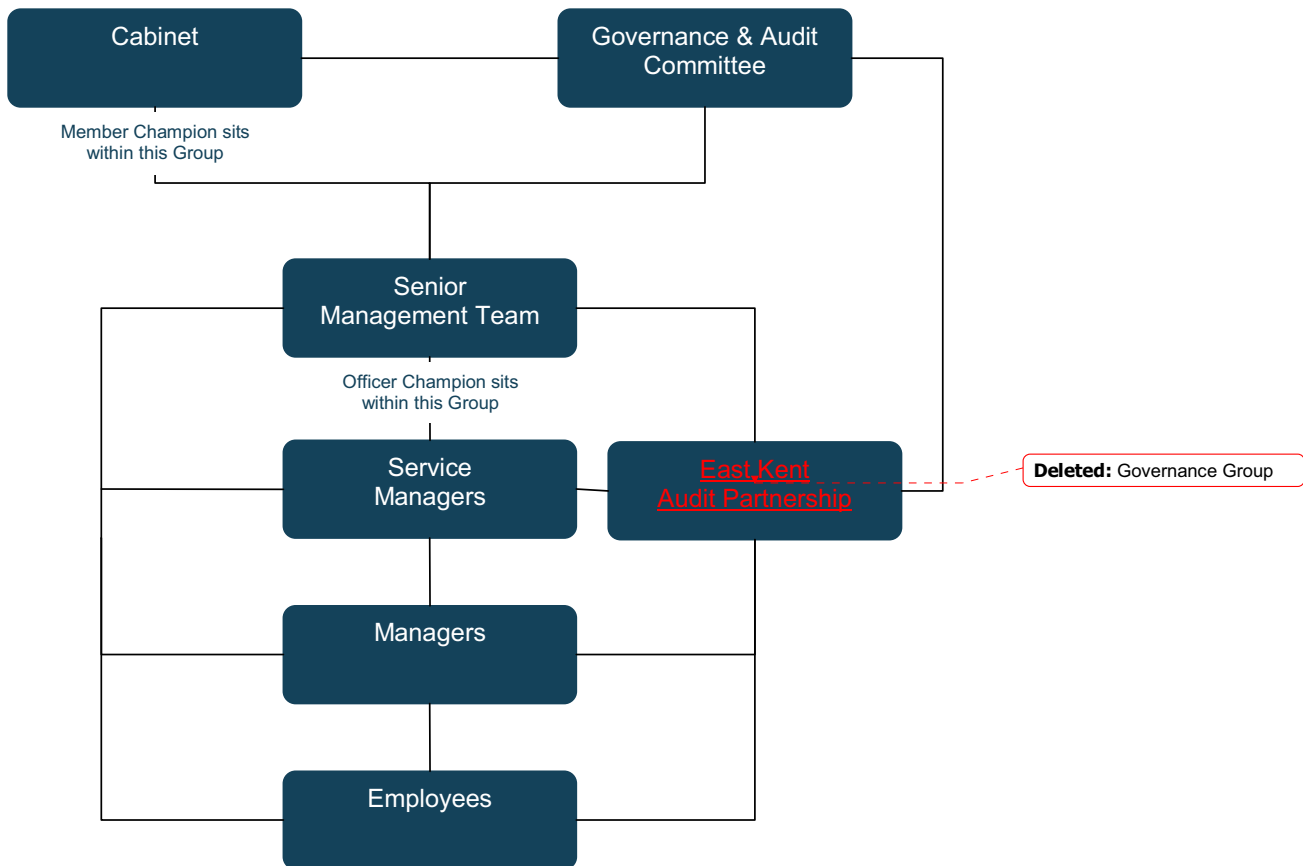 Cabinet
Governance & Audit
Committee
Member Champion sits
within this Group
Senior
Management Team
Officer Champion sits
within this Group
Service
Managers
East Kent
Audit Partnership
Deleted: Governance Group
Managers
Employees